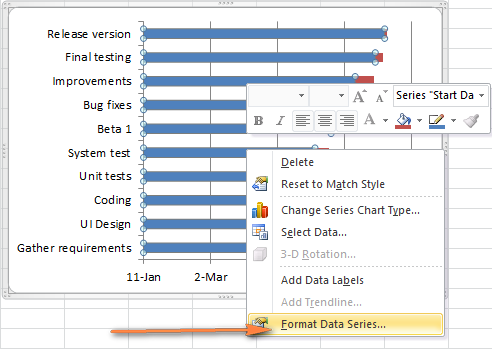 Release version
Final testing
Improvements
Bug fixes
Beta 1
System test
Unit tests
Coding
UI Design
Gather requirements
11-Jan
2-Mar
Series "Start Da
B I A
Delete
Reset to Match Style
Change Series Chart Type...
Select Data...
3-D Rotation...
Add Data Labels
Add Trendline...
Format Data Series...